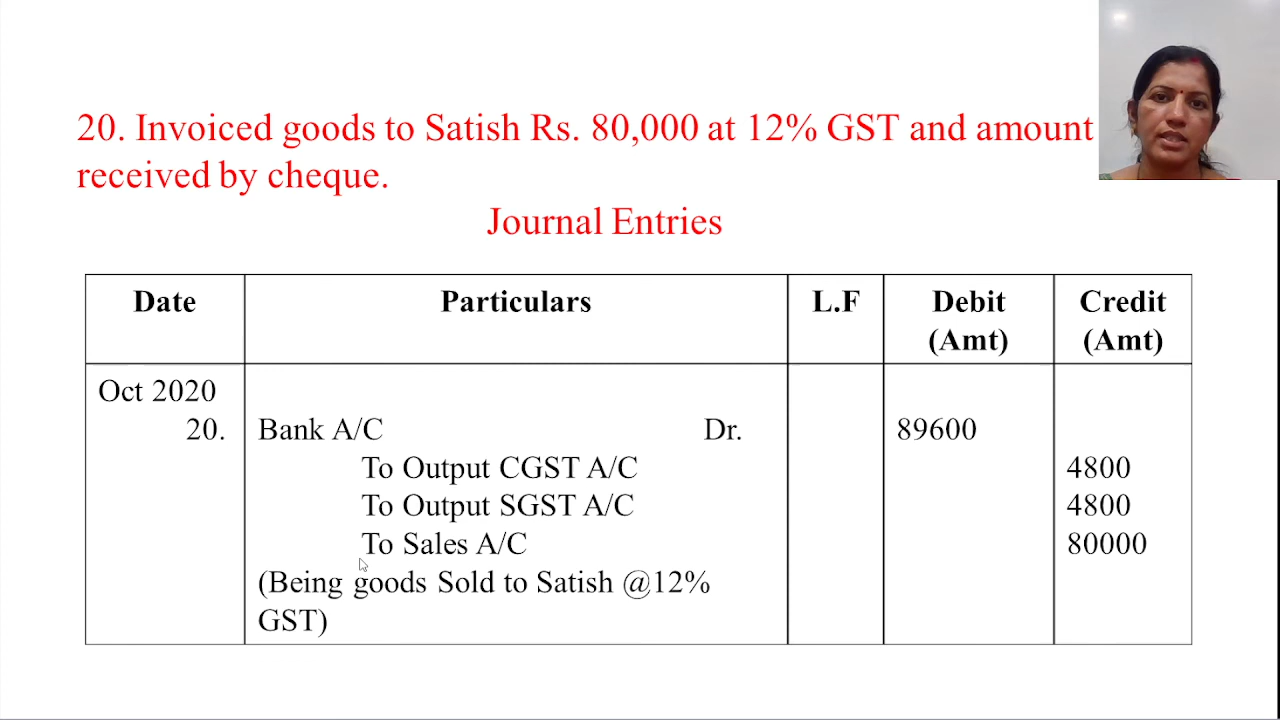 20. Invoiced goods to Satish Rs. 80,000 at 12% GST and amount
received by cheque.
Journal Entries
Date Particulars L.F Debit (Amt) Credit (Amt)
Oct 2020
20. Bank A/C Dr. 89600
To Output CGST A/C 4800
To Output SGST A/C 4800
To Sales A/C 80000
(Being goods Sold to Satish @12%
GST)